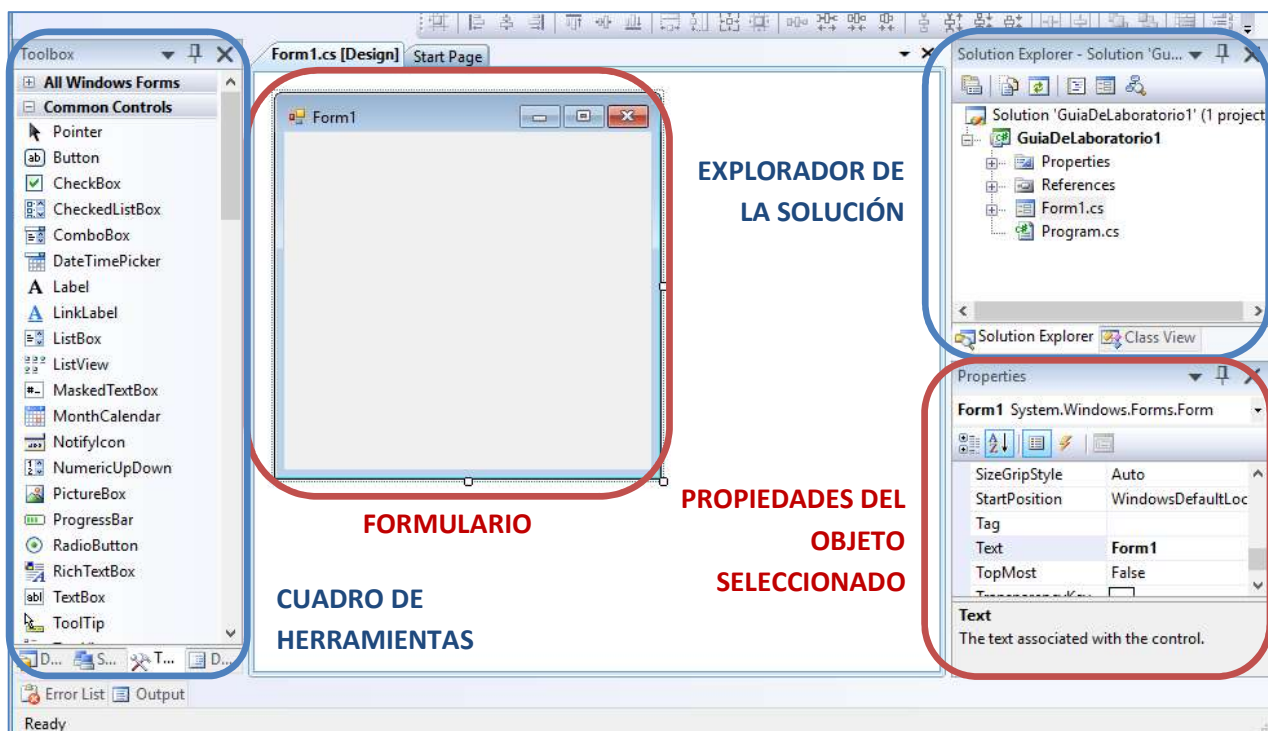 Toolbox
All Windows Forms
Common Controls
Pointer
Button
CheckBox
CheckedListBox
ComboBox
DateTimePicker
Label
LinkLabel
ListBox
ListView
MaskedTextBox
MonthCalendar
NotifyIcon
NumericUpDown
PictureBox
ProgressBar
RadioButton
RichTextBox
TextBox
ToolTip
D... S... T... D...
Form1.cs [Design] Start Page
Form1
FORMULARIO
CUADRO DE
HERRAMIENTAS
EXPLORADOR DE
LA SOLUCIÓN
PROPIEDADES DEL
OBJETO
SELECCIONADO
Solution Explorer - Solution 'Gu...
Solution 'GuiaDeLaboratorio1' (1 project
GuiaDeLaboratorio1
Properties
References
Form1.cs
Program.cs
Solution Explorer Class View
Properties
Form1 System.Windows.Forms.Form
SizeGripStyle Auto
StartPosition WindowsDefaultLoc
Tag
Text Form1
TopMost False
Text
The text associated with the control.
Error List Output
Ready